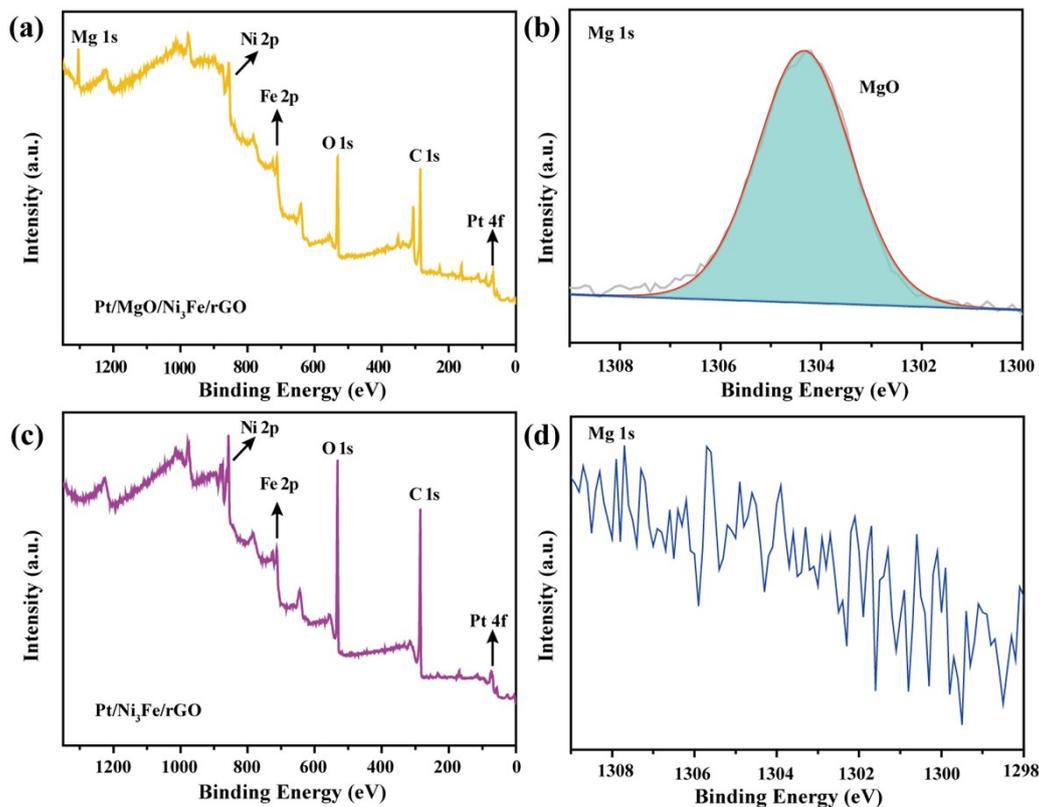 (a)
Mg 1s
Ni 2p
Fe 2p
O 1s
C 1s
Pt 4f
Pt/MgO/Ni₃Fe/rGO
Intensity (a.u.)
1200 1000 800 600 400 200 0
Binding Energy (eV)
(b)
Mg 1s
MgO
Intensity (a.u.)
1308 1306 1304 1302 1300
Binding Energy (eV)
(c)
Ni 2p
Fe 2p
O 1s
C 1s
Pt 4f
Pt/Ni₃Fe/rGO
Intensity (a.u.)
1200 1000 800 600 400 200 0
Binding Energy (eV)
(d)
Mg 1s
Intensity (a.u.)
1308 1306 1304 1302 1300 1298
Binding Energy (eV)